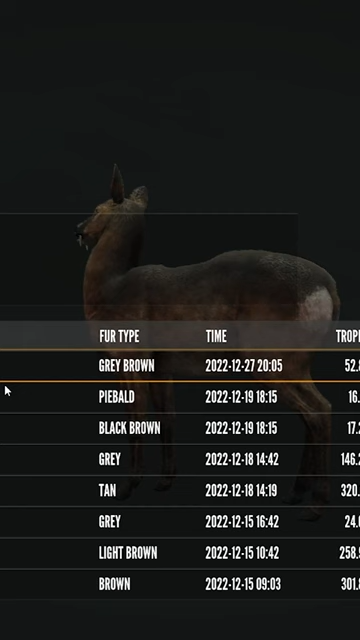 FUR TYPE TIME
GREY BROWN 2022-12-27 20:05
PIEBALD 2022-12-19 18:15
BLACK BROWN 2022-12-19 18:15
GREY 2022-12-18 14:42
TAN 2022-12-18 14:19
GREY 2022-12-15 16:42
LIGHT BROWN 2022-12-15 10:42
BROWN 2022-12-15 09:03